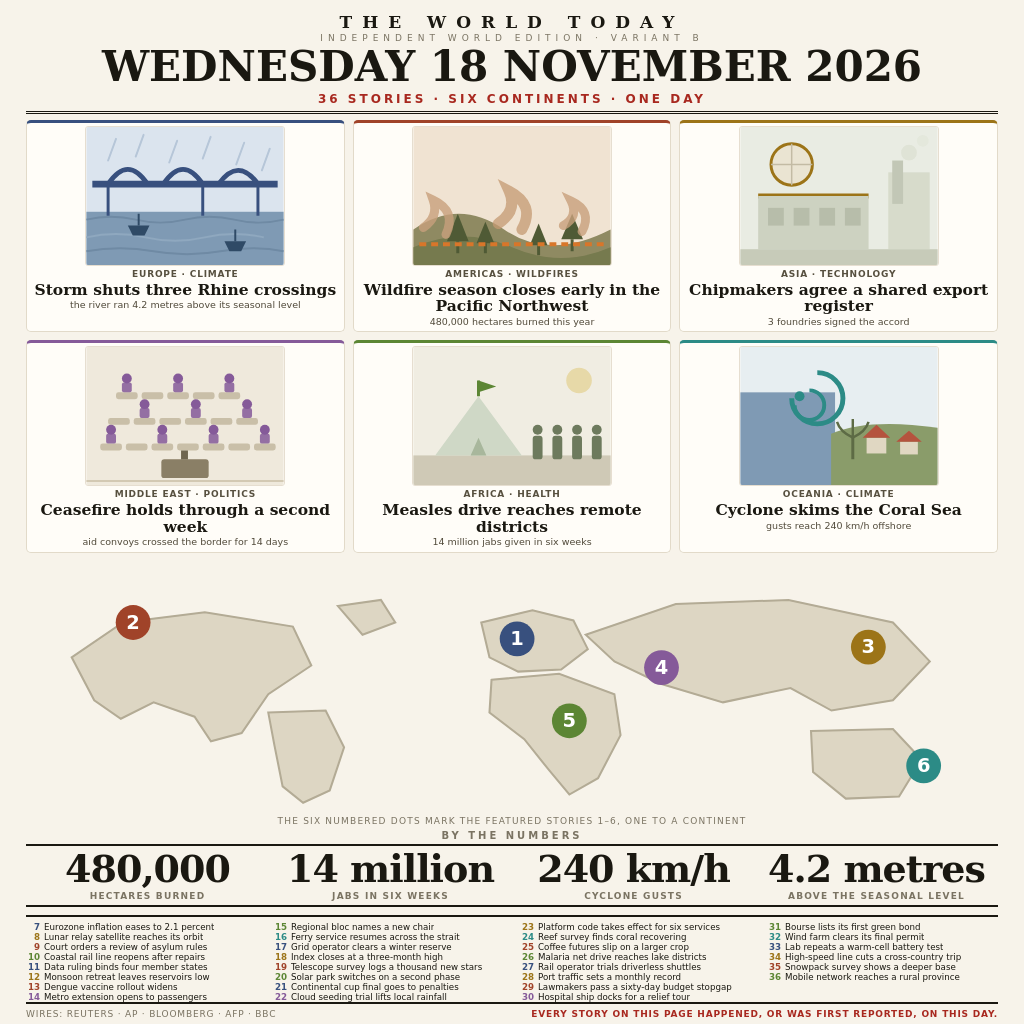 THE WORLD TODAY
INDEPENDENT WORLD EDITION · VARIANT B
WEDNESDAY 18 NOVEMBER 2026
36 STORIES · SIX CONTINENTS · ONE DAY
EUROPE · CLIMATE
Storm shuts three Rhine crossings
the river ran 4.2 metres above its seasonal level
AMERICAS · WILDFIRES
Wildfire season closes early in the
Pacific Northwest
480,000 hectares burned this year
ASIA · TECHNOLOGY
Chipmakers agree a shared export
register
3 foundries signed the accord
MIDDLE EAST · POLITICS
Ceasefire holds through a second
week
aid convoys crossed the border for 14 days
AFRICA · HEALTH
Measles drive reaches remote
districts
14 million jabs given in six weeks
OCEANIA · CLIMATE
Cyclone skims the Coral Sea
gusts reach 240 km/h offshore
2
1
3
4
5
6
THE SIX NUMBERED DOTS MARK THE FEATURED STORIES 1–6, ONE TO A CONTINENT
BY THE NUMBERS
480,000
HECTARES BURNED
14 million
JABS IN SIX WEEKS
240 km/h
CYCLONE GUSTS
4.2 metres
ABOVE THE SEASONAL LEVEL
7 Eurozone inflation eases to 2.1 percent
8 Lunar relay satellite reaches its orbit
9 Court orders a review of asylum rules
10 Coastal rail line reopens after repairs
11 Data ruling binds four member states
12 Monsoon retreat leaves reservoirs low
13 Dengue vaccine rollout widens
14 Metro extension opens to passengers
15 Regional bloc names a new chair
16 Ferry service resumes across the strait
17 Grid operator clears a winter reserve
18 Index closes at a three-month high
19 Telescope survey logs a thousand new stars
20 Solar switches on a second phase
21 Continental cup final goes to penalties
22 Cloud seeding trial lifts local rainfall
23 Platform code takes effect for six services
24 Reef survey finds coral recovering
25 Coffee futures slip on a larger crop
26 Malaria net drive reaches lake districts
27 Rail operator trials driverless shuttles
28 Port traffic sets a monthly record
29 Lawmakers pass a sixty-day budget stopgap
30 Hospital ship docks for a relief tour
31 Bourse lists its first green bond
32 Wind farm clears its final permit
33 Lab repeats a warm-cell battery test
34 High-speed line cuts a cross-country trip
35 Snowpack survey shows a deeper base
36 Mobile network reaches a rural province
WIRES: REUTERS · AP · BLOOMBERG · AFP · BBC
EVERY STORY ON THIS PAGE HAPPENED, OR WAS FIRST REPORTED, ON THIS DAY.